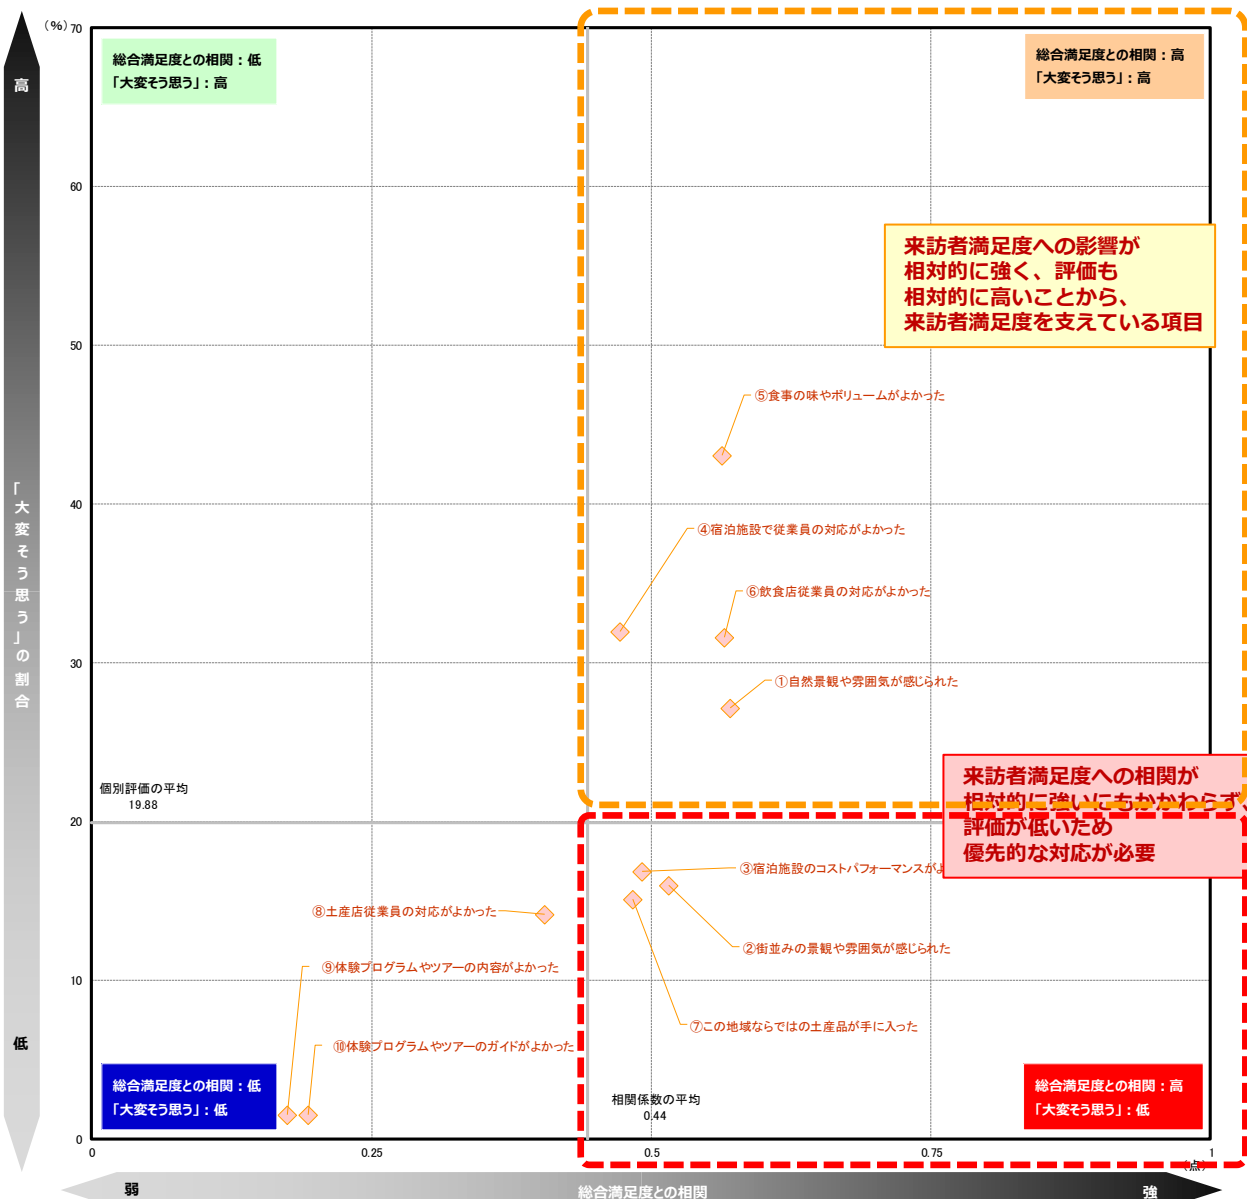 （％）
70
60
50
40
30
20
10
0
高
「大変そう思う」の割合
低
総合満足度との相関：低
「大変そう思う」：高
総合満足度との相関：高
「大変そう思う」：高
来訪者満足度への影響が
相対的に強く、評価も
相対的に高いことから、
来訪者満足度を支えている項目
⑤食事の味やボリュームがよかった
④宿泊施設で従業員の対応がよかった
⑥飲食店従業員の対応がよかった
①自然景観や雰囲気が感じられた
個別評価の平均
19.88
来訪者満足度への相関が
相対的に強いにもかかわらず、
評価が低いため
優先的な対応が必要
③宿泊施設のコストパフォーマンスがよ
⑧土産店従業員の対応がよかった
②街並みの景観や雰囲気が感じられた
⑨体験プログラムやツアーの内容がよかった
⑦この地域ならではの土産品が手に入った
⑩体験プログラムやツアーのガイドがよかった
総合満足度との相関：低
「大変そう思う」：低
相関係数の平均
0.44
総合満足度との相関：高
「大変そう思う」：低
0
0.25
0.5
0.75
1
（点）
弱
総合満足度との相関
強